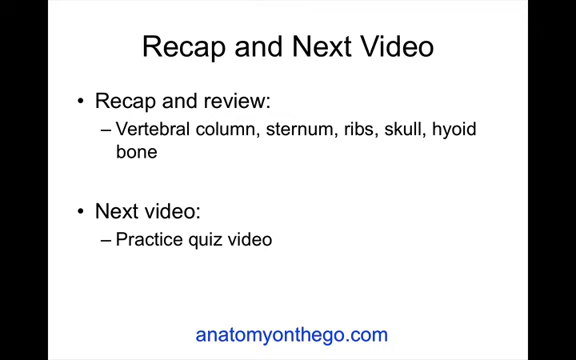 Recap and Next Video
• Recap and review:
– Vertebral column, sternum, ribs, skull, hyoid
bone
• Next video:
– Practice quiz video
anatomyonthego.com